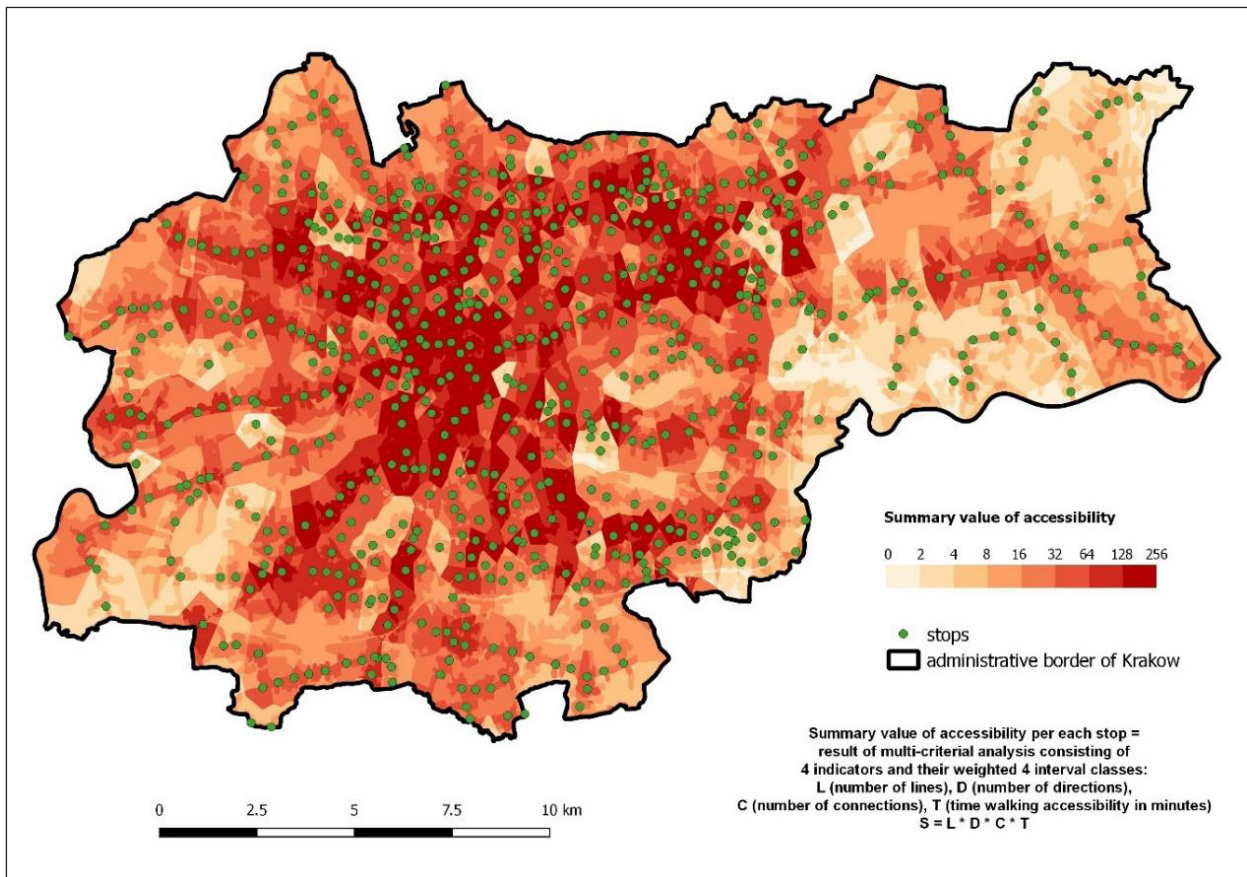 Summary value of accessibility
0 2 4 8 16 32 64 128 256
stops
administrative border of Krakow
Summary value of accessibility per each stop =
result of multi-criterial analysis consisting of
4 indicators and their weighted 4 interval classes:
L (number of lines), D (number of directions),
C (number of connections), T (time walking accessibility in minutes)
S = L * D * C * T
0 2.5 5 7.5 10 km